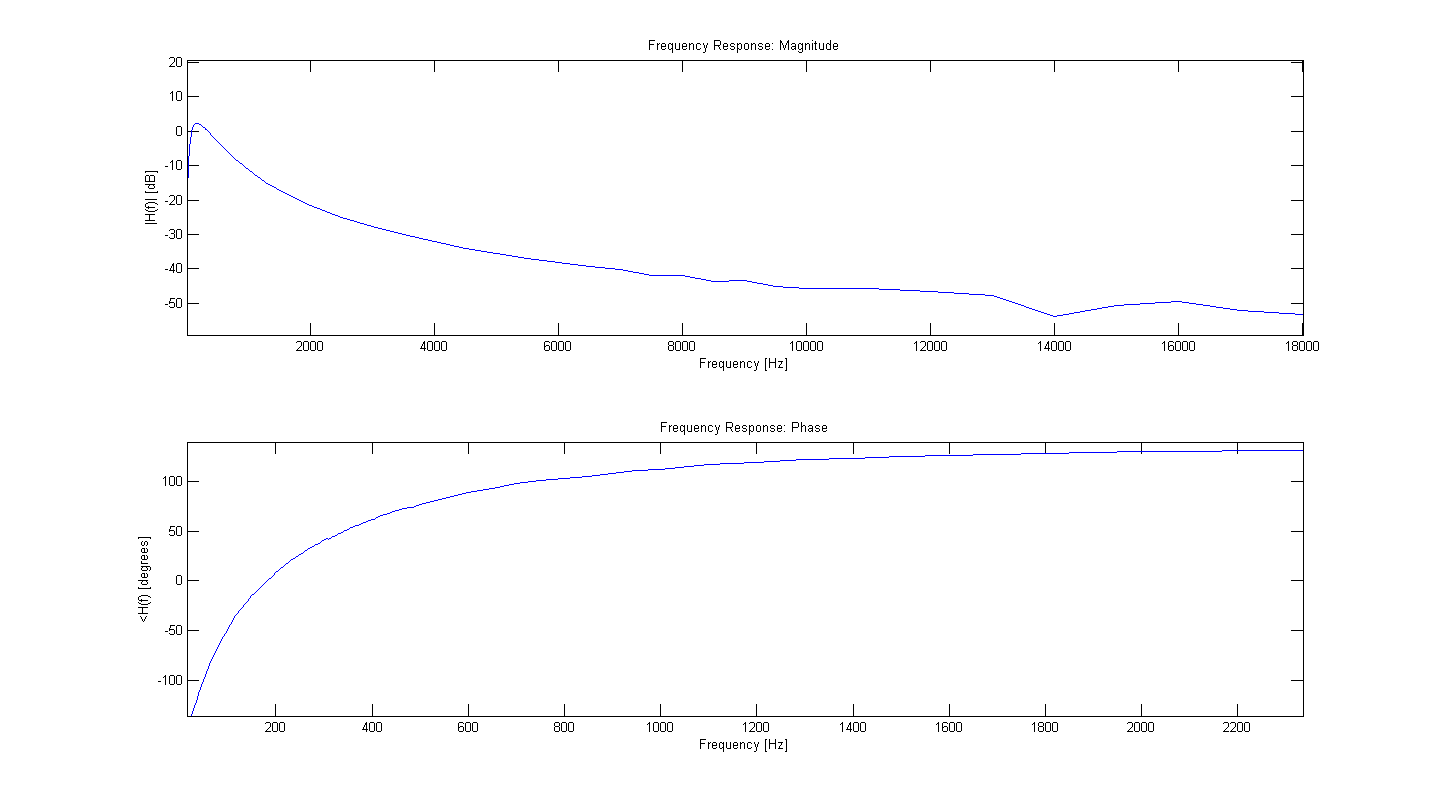 Frequency Response: Magnitude
20
10
0
-10
-20
-30
-40
-50
|H(f)| [dB]
2000 4000 6000 8000 10000 12000 14000 16000 18000
Frequency [Hz]
Frequency Response: Phase
100
50
0
-50
-100
<H(f) [degrees]
200 400 600 800 1000 1200 1400 1600 1800 2000 2200
Frequency [Hz]